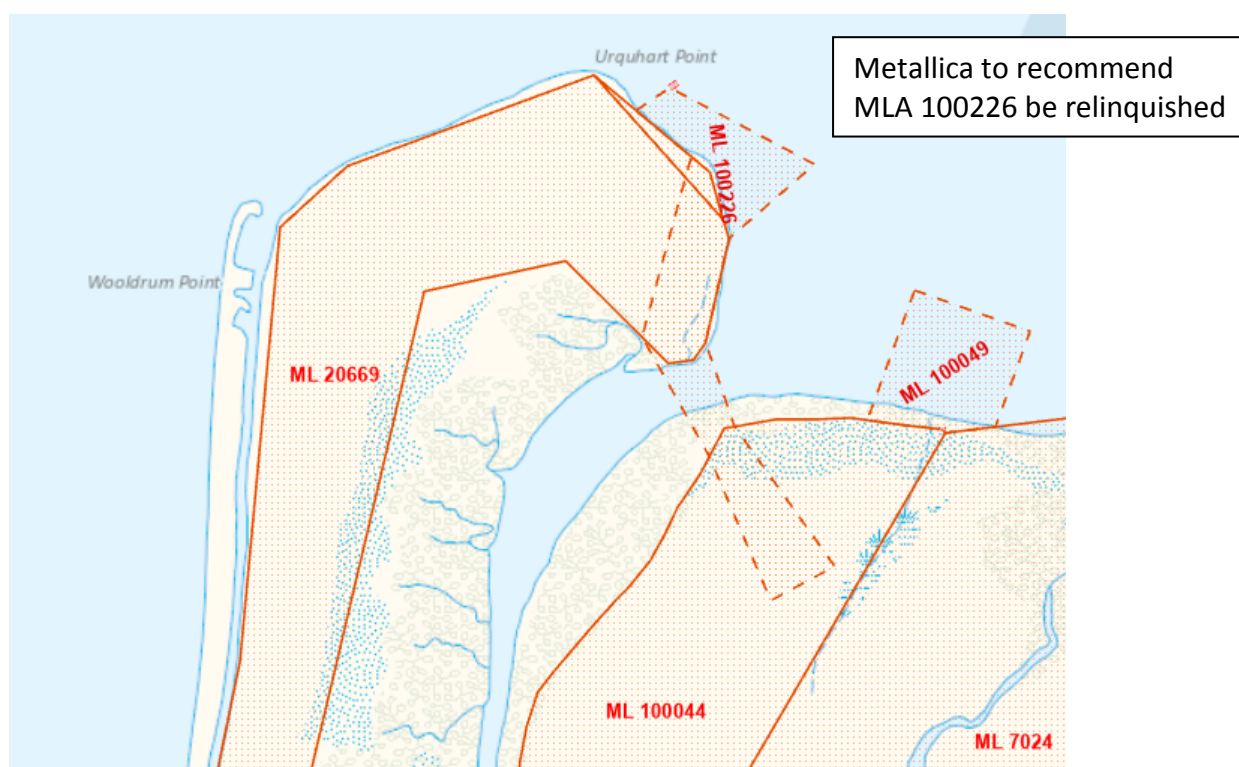 Urquhart Point
Metallica to recommend
MLA 100226 be relinquished
ML 100226
Wooldrum Point
ML 20669
ML 100049
ML 100044
ML 7024